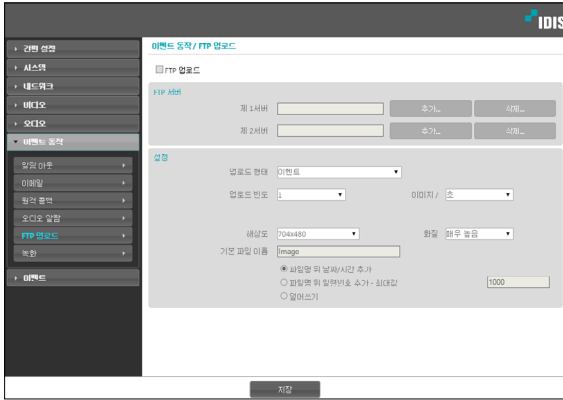 IDIS
간편 설정
시스템
네트워크
비디오
오디오
이벤트 동작
알람 아웃
이메일
원격 콜백
오디오 알람
FTP 업로드
녹화
이벤트
이벤트 동작 / FTP 업로드
FTP 업로드
FTP 서버
제 1서버 추가... 삭제...
제 2서버 추가... 삭제...
설정
업로드 형태 이벤트
업로드 빈도 1 이미지 / 초
해상도 704x480 화질 매우 높음
기본 파일 이름 Image
파일명 뒤 날짜/시간 추가
파일명 뒤 일련번호 추가 - 최대값 1000
덮어쓰기
저장